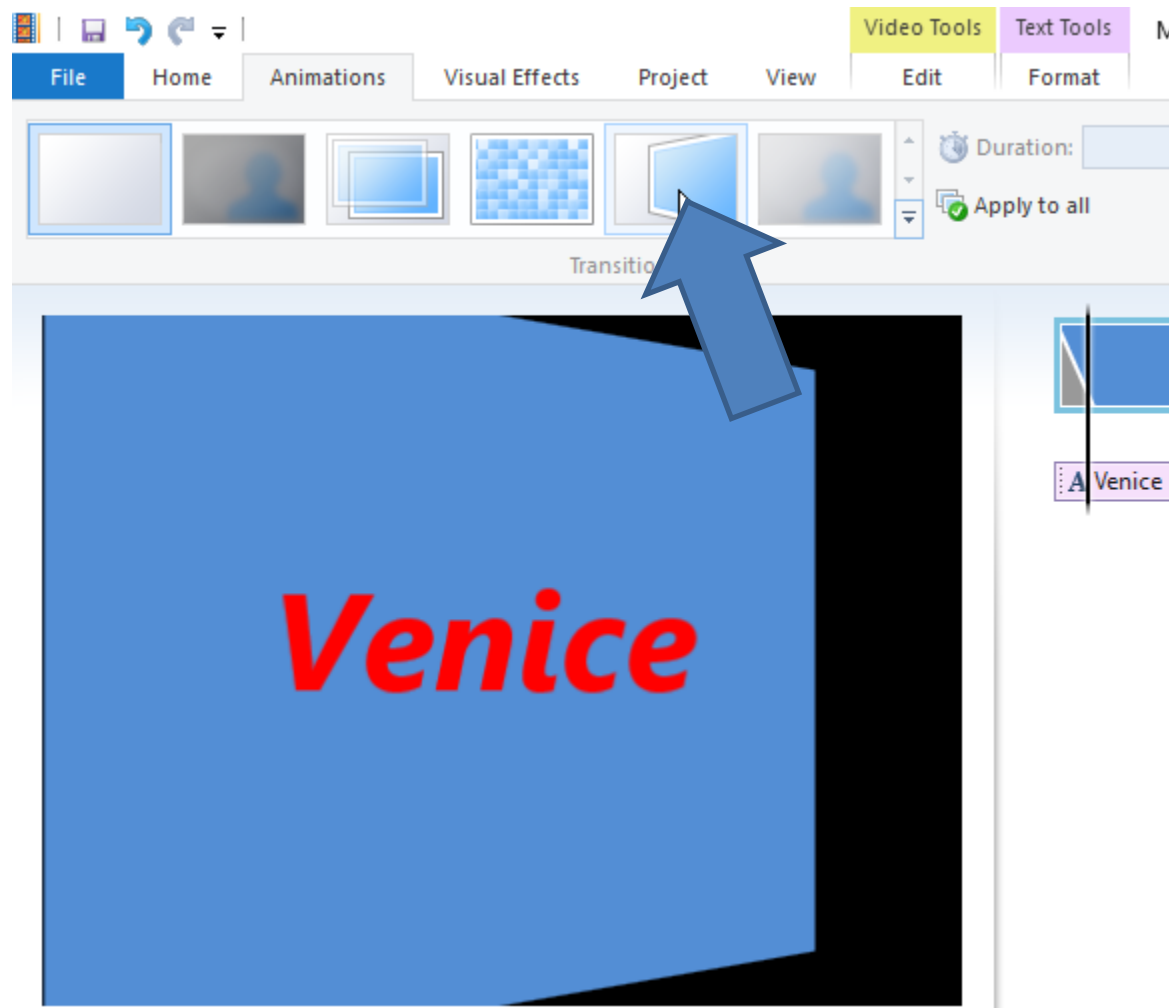 Video Tools Text Tools
File Home Animations Visual Effects Project View Edit Format
Duration:
Apply to all
Venice
A Venice